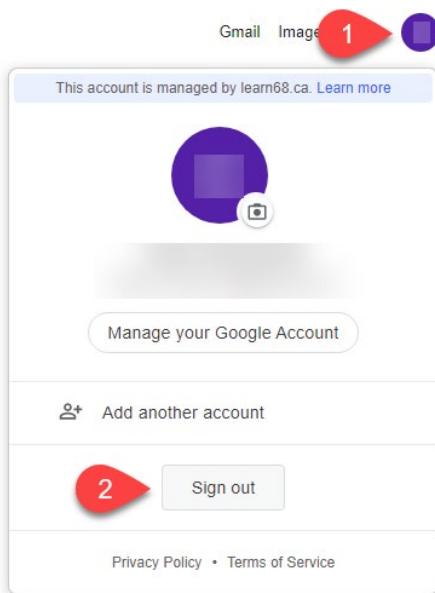 Gmail Image 1
This account is managed by learn68.ca. Learn more
Manage your Google Account
Add another account
2 Sign out
Privacy Policy • Terms of Service